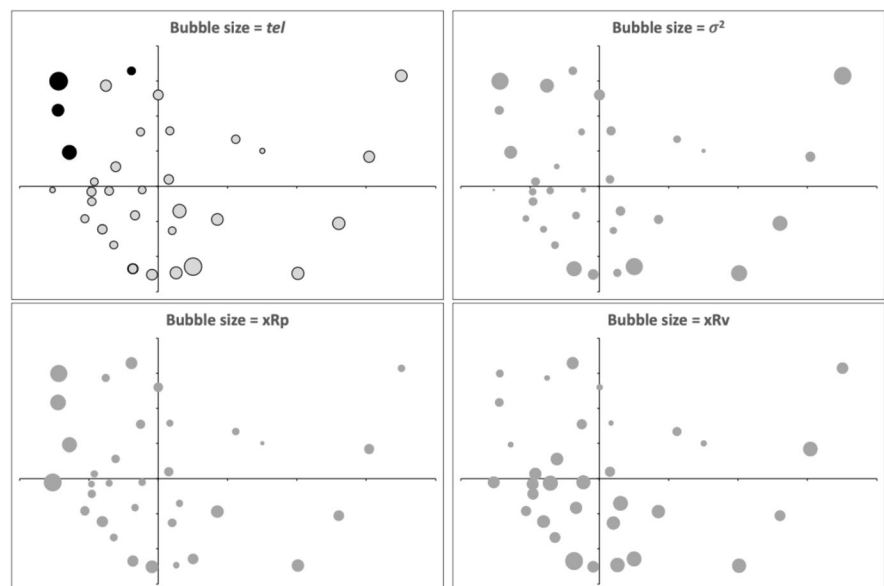 Bubble size = tel
Bubble size = σ²
Bubble size = xRp
Bubble size = xRv